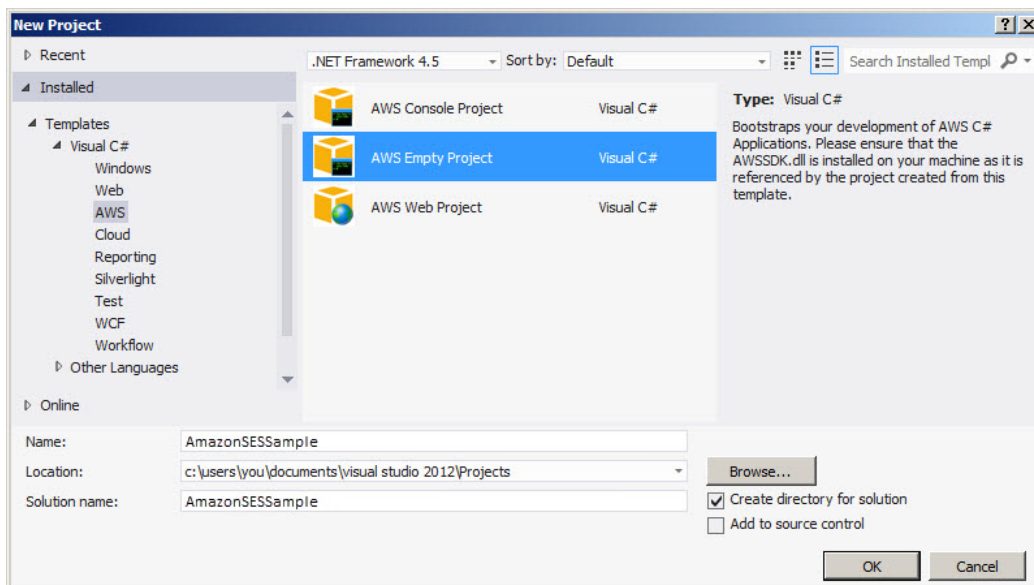 New Project
Recent
Installed
Templates
Visual C#
Windows
Web
AWS
Cloud
Reporting
Silverlight
Test
WCF
Workflow
Other Languages
Online
.NET Framework 4.5
Sort by: Default
Search Installed Templ
AWS Console Project Visual C#
AWS Empty Project Visual C#
AWS Web Project Visual C#
Type: Visual C#
Bootstraps your development of AWS C#
Applications. Please ensure that the
AWSSDK.dll is installed on your machine as it is
referenced by the project created from this
template.
Name: AmazonSESSample
Location: c:\users\you\documents\visual studio 2012\Projects
Browse...
Solution name: AmazonSESSample
Create directory for solution
Add to source control
OK
Cancel